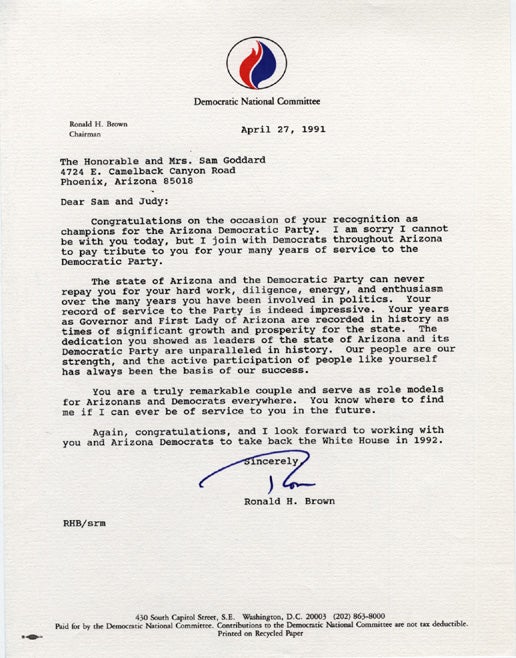 Democratic National Committee
Ronald H. Brown
Chairman
April 27, 1991
The Honorable and Mrs. Sam Goddard
4724 E. Camelback Canyon Road
Phoenix, Arizona 85018
Dear Sam and Judy:
Congratulations on the occasion of your recognition as
champions for the Arizona Democratic Party. I am sorry I cannot
be with you today, but I join with Democrats throughout Arizona
to pay tribute to you for your many years of service to the
Democratic Party.
The state of Arizona and the Democratic Party can never
repay you for your hard work, diligence, energy, and enthusiasm
over the many years you have been involved in politics. Your
record of service to the Party is indeed impressive. Your years
as Governor and First Lady of Arizona are recorded in history as
times of significant growth and prosperity for the state. The
dedication you showed as leaders of the state of Arizona and its
Democratic Party are unparalleled in history. Our people are our
strength, and the active participation of people like yourself
has always been the basis of our success.
You are a truly remarkable couple and serve as role models
for Arizonans and Democrats everywhere. You know where to find
me if I can ever be of service to you in the future.
Again, congratulations, and I look forward to working with
you and Arizona Democrats to take back the White House in 1992.
Sincerely,
Ron
Ronald H. Brown
RHB/srm
430 South Capitol Street, S.E. Washington, D.C. 20003 (202) 863-8000
Paid for by the Democratic National Committee. Contributions to the Democratic National Committee are not tax deductible.
Printed on Recycled Paper